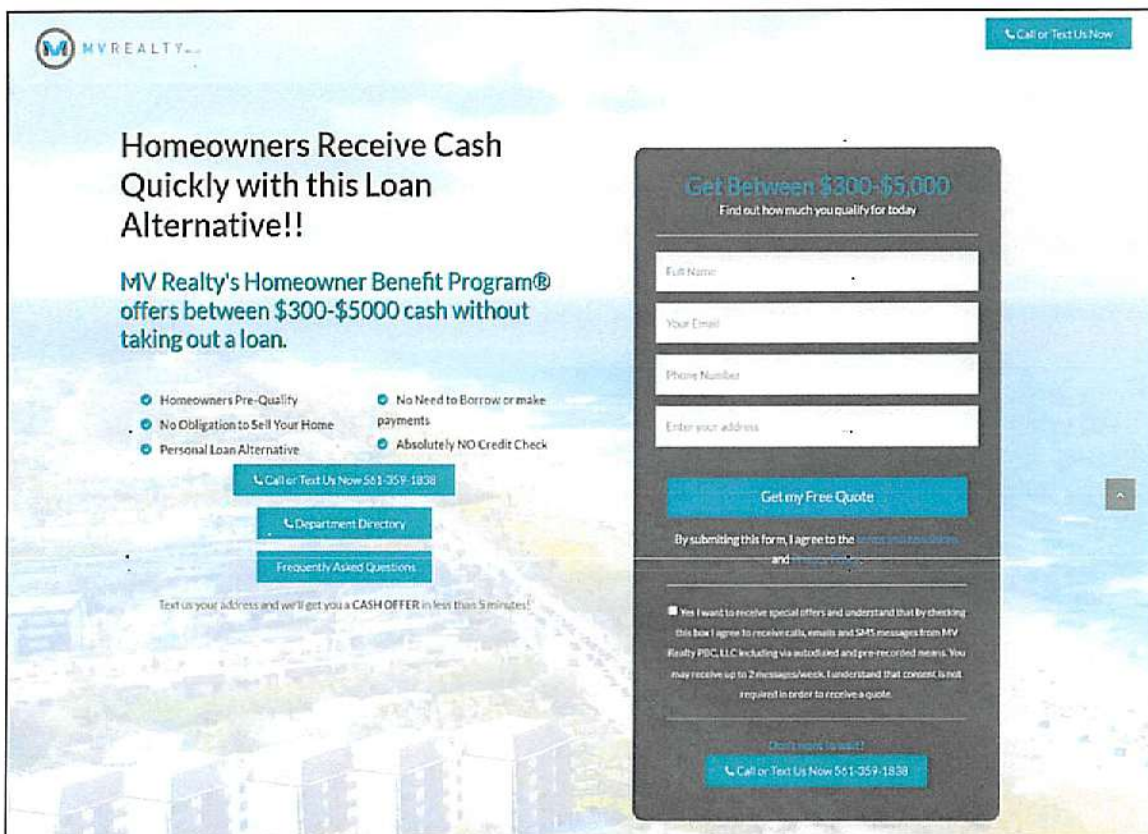 MVREALTY
Call or Text Us Now
Homeowners Receive Cash
Quickly with this Loan
Alternative!!
MV Realty's Homeowner Benefit Program®
offers between $300-$5000 cash without
taking out a loan.
Homeowners Pre-Qualify
No Obligation to Sell Your Home
Personal Loan Alternative
No Need to Borrow or make
payments
Absolutely NO Credit Check
Call or Text Us Now 561-359-1838
Department Directory
Frequently Asked Questions
Text us your address and we'll get you a CASH OFFER in less than 5 minutes!
Get Between $300-$5,000
Find out how much you qualify for today
Full Name
Your Email
Phone Number
Enter your address
Get my Free Quote
By submiting this form, I agree to the terms and conditions
and Privacy Policy.
Yes I want to receive special offers and understand that by checking
this box I agree to receive calls, emails and SMS messages from MV
Realty PBC, LLC including via autodialed and pre-recorded means. You
may receive up to 2 messages/week. I understand that consent is not
required in order to receive a quote.
Don't want to wait?
Call or Text Us Now 561-359-1838